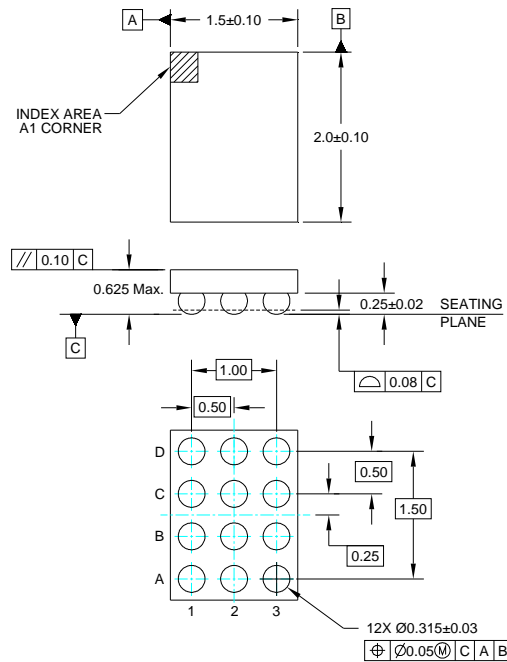 A
1.5±0.10
B
INDEX AREA
A1 CORNER
2.0±0.10
// 0.10 C
0.625 Max.
0.25±0.02
SEATING
PLANE
C
⌓ 0.08 C
1.00
0.50
D
C
B
A
0.50
1.50
0.25
1 2 3
12X Ø0.315±0.03
⌖ Ø0.05Ⓜ C A B